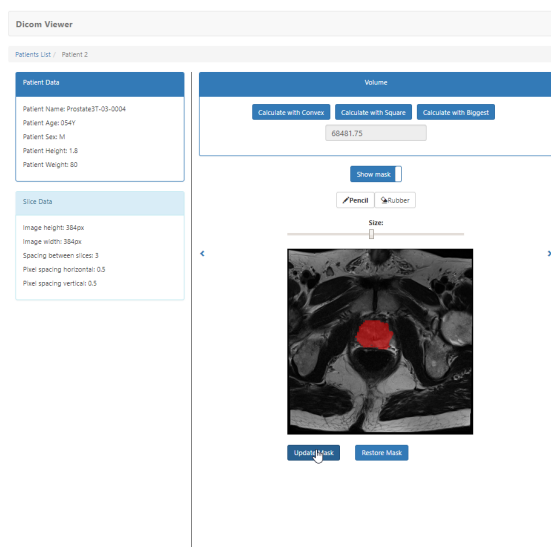 Dicom Viewer
Patients List / Patient 2
Patient Data
Patient Name: Prostate3T-03-0004
Patient Age: 054Y
Patient Sex: M
Patient Height: 1.8
Patient Weight: 80
Slice Data
Image height: 384px
Image width: 384px
Spacing between slices: 3
Pixel spacing horizontal: 0.5
Pixel spacing vertical: 0.5
Volume
Calculate with Convex Calculate with Square Calculate with Biggest
68481.75
Show mask
Pencil Rubber
Size:
Update Mask Restore Mask